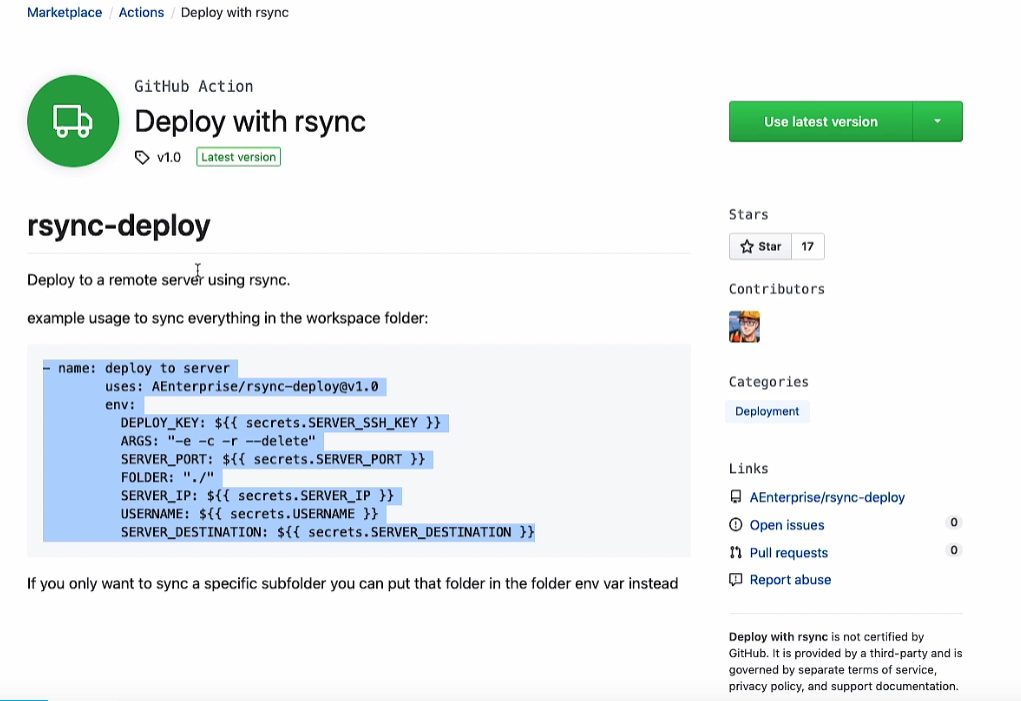 Marketplace / Actions / Deploy with rsync
GitHub Action
Deploy with rsync
v1.0 Latest version
Use latest version
rsync-deploy
Deploy to a remote server using rsync.
example usage to sync everything in the workspace folder:
- name: deploy to server
uses: AEnterprise/rsync-deploy@v1.0
env:
DEPLOY_KEY: ${{ secrets.SERVER_SSH_KEY }}
ARGS: "-e -c -r --delete"
SERVER_PORT: ${{ secrets.SERVER_PORT }}
FOLDER: "./"
SERVER_IP: ${{ secrets.SERVER_IP }}
USERNAME: ${{ secrets.USERNAME }}
SERVER_DESTINATION: ${{ secrets.SERVER_DESTINATION }}
If you only want to sync a specific subfolder you can put that folder in the folder env var instead
Stars
Star 17
Contributors
Categories
Deployment
Links
AEnterprise/rsync-deploy
Open issues 0
Pull requests 0
Report abuse
Deploy with rsync is not certified by
GitHub. It is provided by a third-party and is
governed by separate terms of service,
privacy policy, and support documentation.